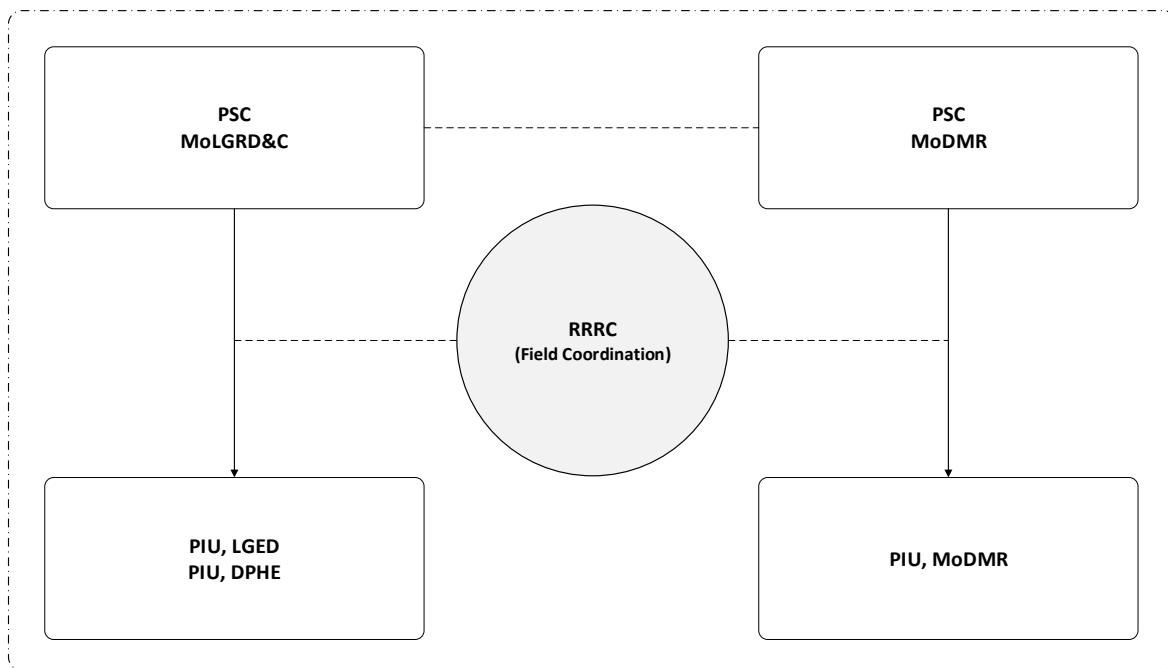 PSC
MoLGRD&C
PSC
MoDMR
RRRC
(Field Coordination)
PIU, LGED
PIU, DPHE
PIU, MoDMR